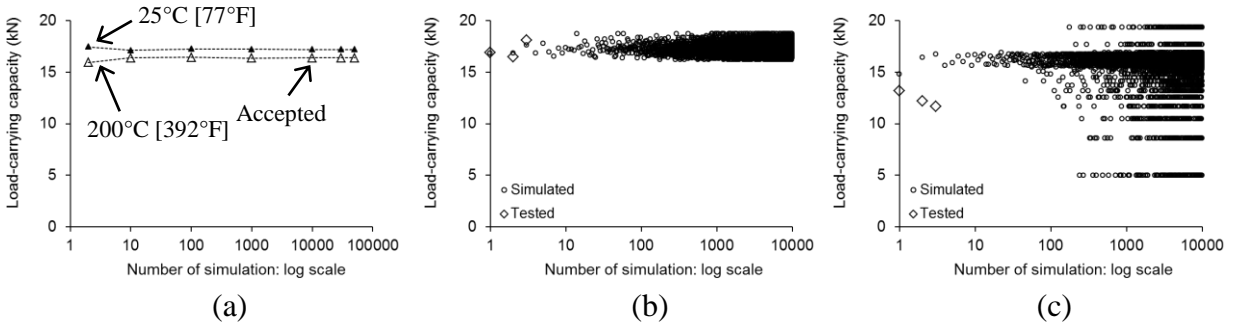 Load-carrying capacity (kN)
20
15
10
5
0
25°C [77°F]
200°C [392°F]
Accepted
1 10 100 1000 10000 100000
Number of simulation: log scale
(a)
Load-carrying capacity (kN)
20
15
10
5
0
Simulated
Tested
1 10 100 1000 10000
Number of simulation: log scale
(b)
Load-carrying capacity (kN)
20
15
10
5
0
Simulated
Tested
1 10 100 1000 10000
Number of simulation: log scale
(c)